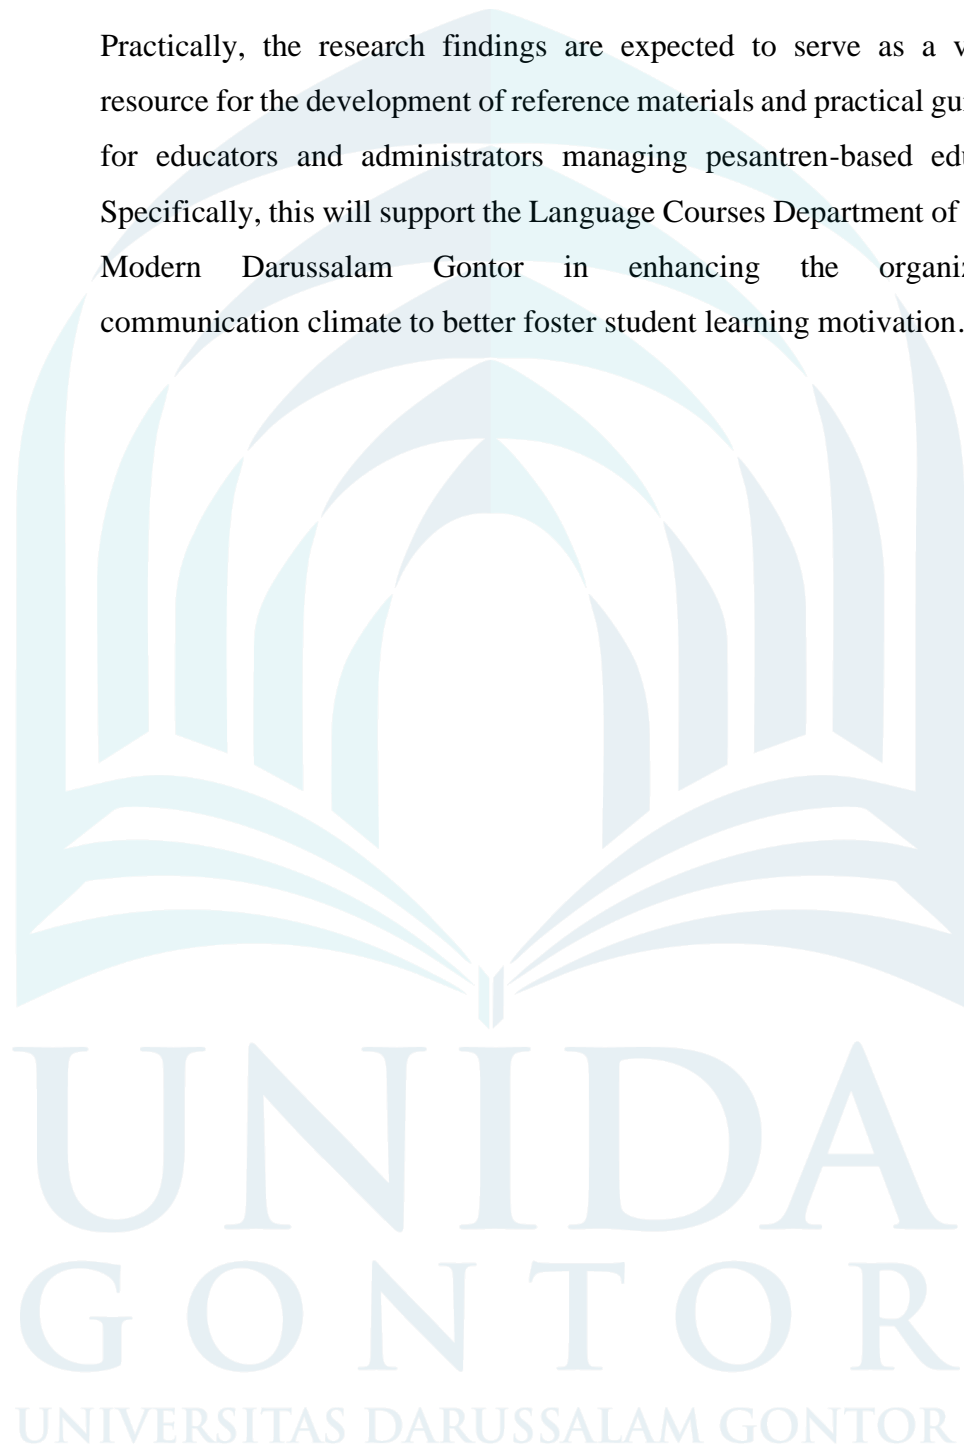 Practically, the research findings are expected to serve as a v
resource for the development of reference materials and practical gui
for educators and administrators managing pesantren-based edu
Specifically, this will support the Language Courses Department of
Modern Darussalam Gontor in enhancing the organiz
communication climate to better foster student learning motivation.
UNIDA
GONTOR
UNIVERSITAS DARUSSALAM GONTOR